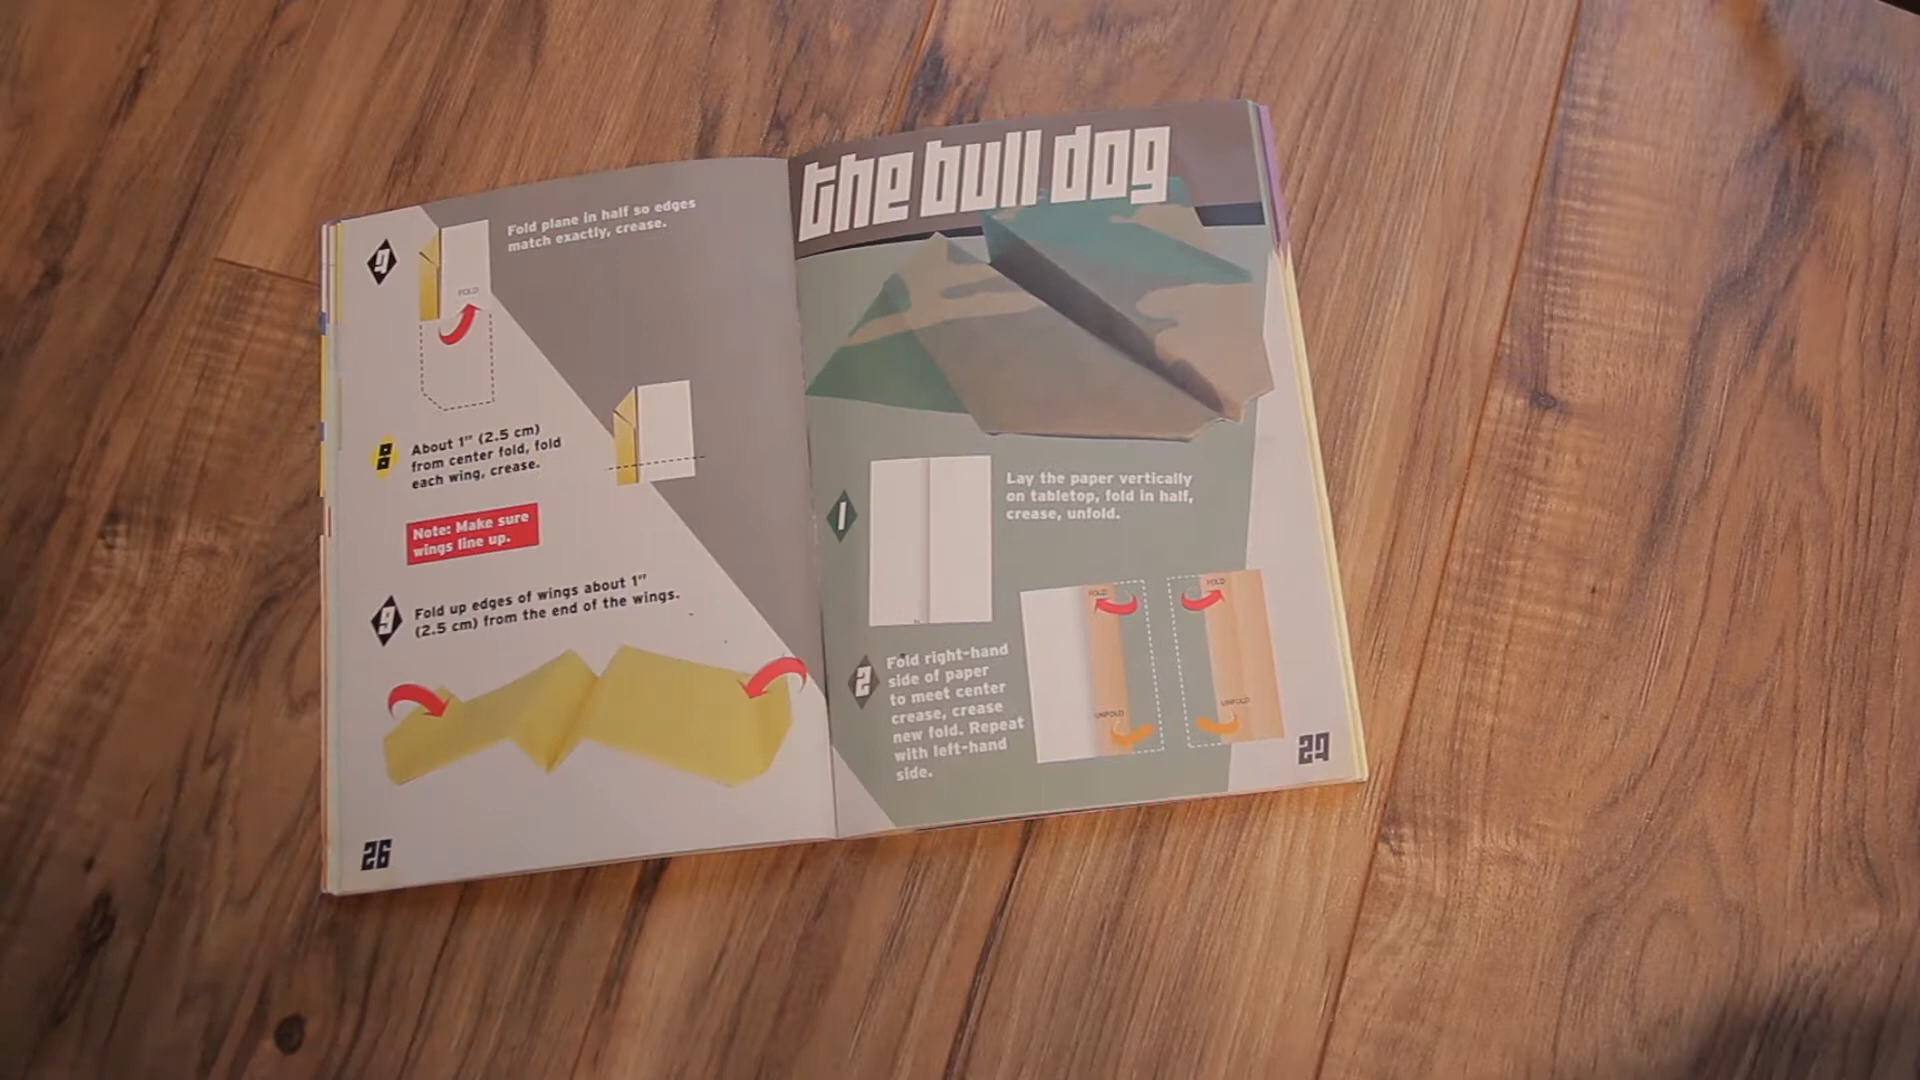 7
Fold plane in half so edges
match exactly, crease.
FOLD
8
About 1" (2.5 cm)
from center fold, fold
each wing, crease.
Note: Make sure
wings line up.
9
Fold up edges of wings about 1"
(2.5 cm) from the end of the wings.
26
the bull dog
1
Lay the paper vertically
on tabletop, fold in half,
crease, unfold.
2
Fold right-hand
side of paper
to meet center
crease, crease
new fold. Repeat
with left-hand
side.
FOLD
UNFOLD
FOLD
UNFOLD
27